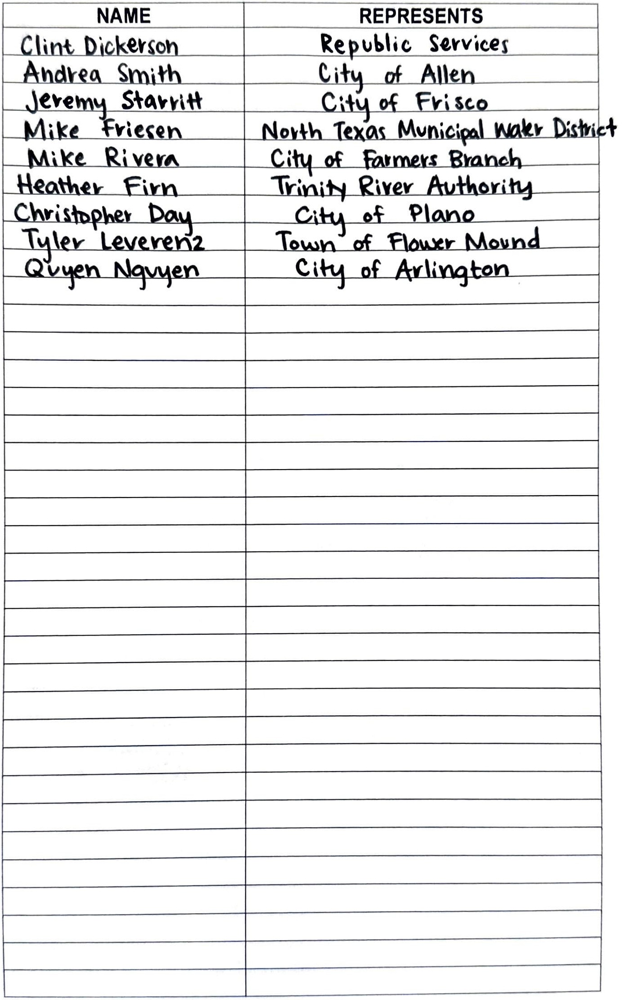 NAME REPRESENTS
Clint Dickerson Republic Services
Andrea Smith City of Allen
Jeremy Starritt City of Frisco
Mike Friesen North Texas Municipal Water District
Mike Rivera City of Farmers Branch
Heather Firn Trinity River Authority
Christopher Day City of Plano
Tyler Leverenz Town of Flower Mound
Quyen Nguyen City of Arlington